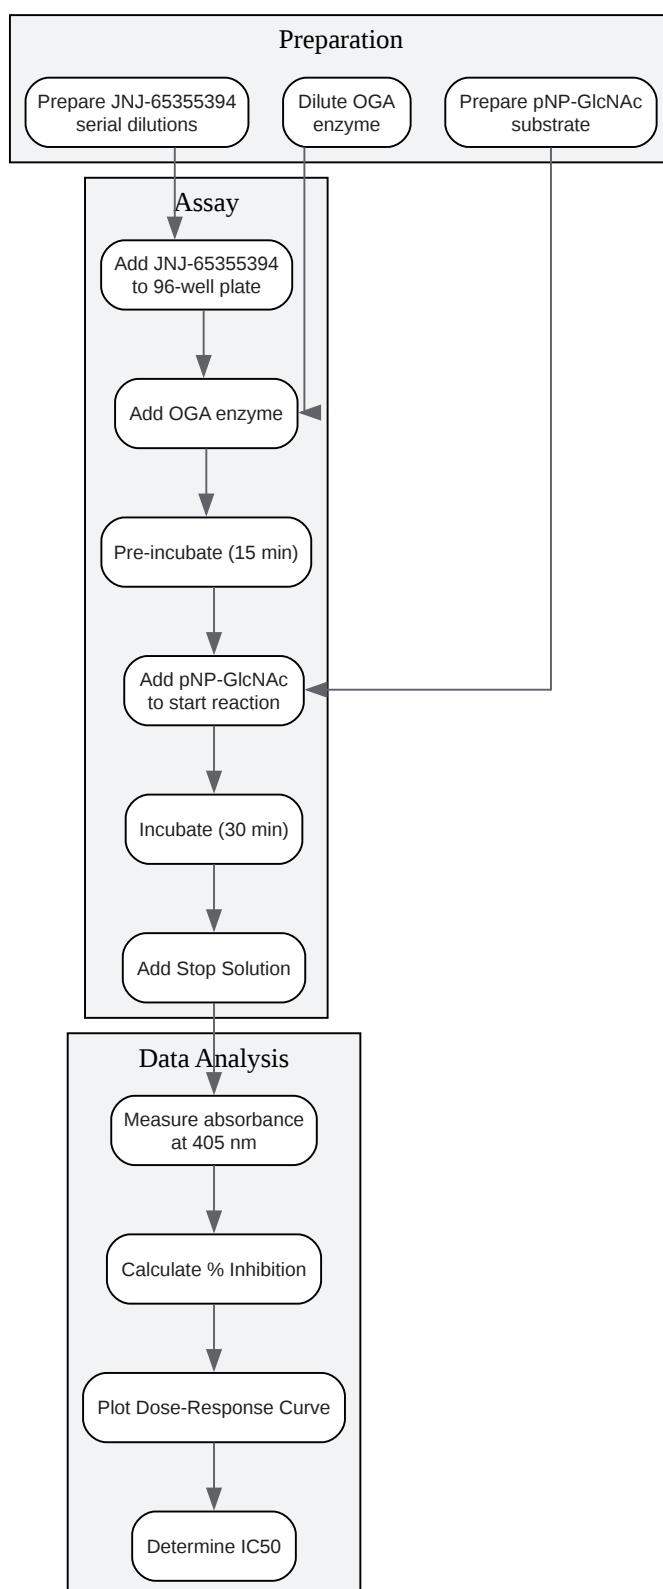 Preparation
Prepare JNJ-65355394
serial dilutions
Dilute OGA
enzyme
Prepare pNP-GlcNAc
substrate
Assay
Add JNJ-65355394
to 96-well plate
Add OGA enzyme
Pre-incubate (15 min)
Add pNP-GlcNAc
to start reaction
Incubate (30 min)
Add Stop Solution
Data Analysis
Measure absorbance
at 405 nm
Calculate % Inhibition
Plot Dose-Response Curve
Determine IC50